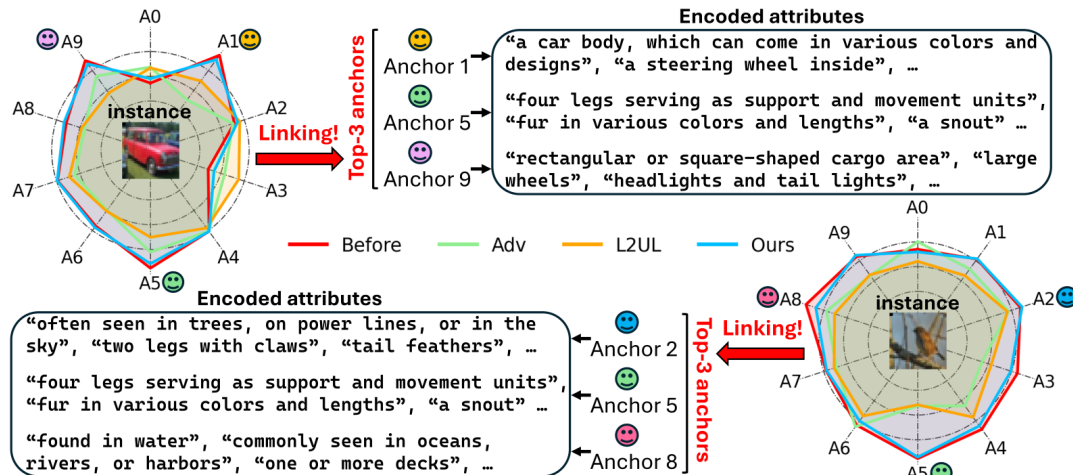 A0
A1
A2
A3
A4
A5
A6
A7
A8
A9
instance
Linking!
Top-3 anchors
Anchor 1
Anchor 5
Anchor 9
Encoded attributes
“a car body, which can come in various colors and
designs”, “a steering wheel inside”, …
“four legs serving as support and movement units”,
“fur in various colors and lengths”, “a snout” …
“rectangular or square-shaped cargo area”, “large
wheels”, “headlights and tail lights”, …
Before
Adv
L2UL
Ours
Encoded attributes
“often seen in trees, on power lines, or in the
sky”, “two legs with claws”, “tail feathers”, …
“four legs serving as support and movement units”,
“fur in various colors and lengths”, “a snout” …
“found in water”, “commonly seen in oceans,
rivers, or harbors”, “one or more decks”, …
Anchor 2
Anchor 5
Anchor 8
Top-3 anchors
Linking!
A0
A1
A2
A3
A4
A5
A6
A7
A8
A9
instance